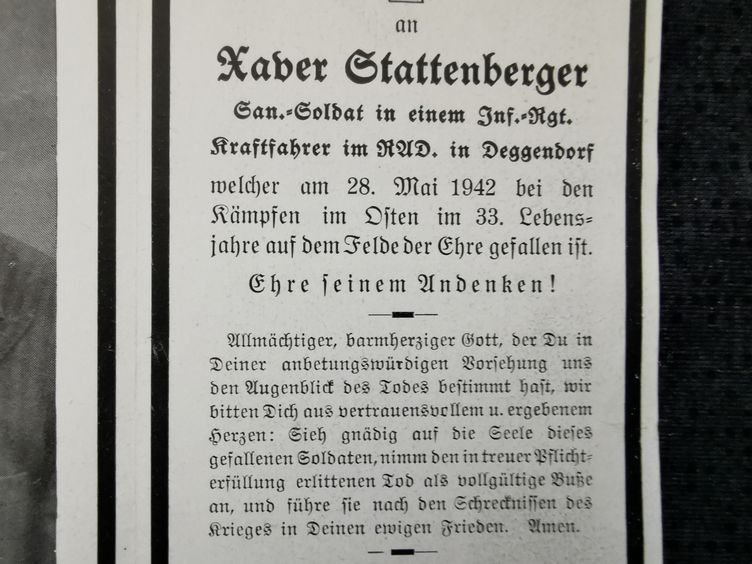 an
Xaver Stattenberger
San.-Soldat in einem Inf.-Rgt.
Kraftfahrer im RAD. in Deggendorf
welcher am 28. Mai 1942 bei den
Kämpfen im Osten im 33. Lebens-
jahre auf dem Felde der Ehre gefallen ist.
Ehre seinem Andenken!
Allmächtiger, barmherziger Gott, der Du in
Deiner anbetungswürdigen Vorsehung uns
den Augenblick des Todes bestimmt hast, wir
bitten Dich aus vertrauensvollem u. ergebenem
Herzen: Sieh gnädig auf die Seele dieses
gefallenen Soldaten, nimm den in treuer Pflicht-
erfüllung erlittenen Tod als vollgültige Buße
an, und führe sie nach den Schrecknissen des
Krieges in Deinen ewigen Frieden. Amen.